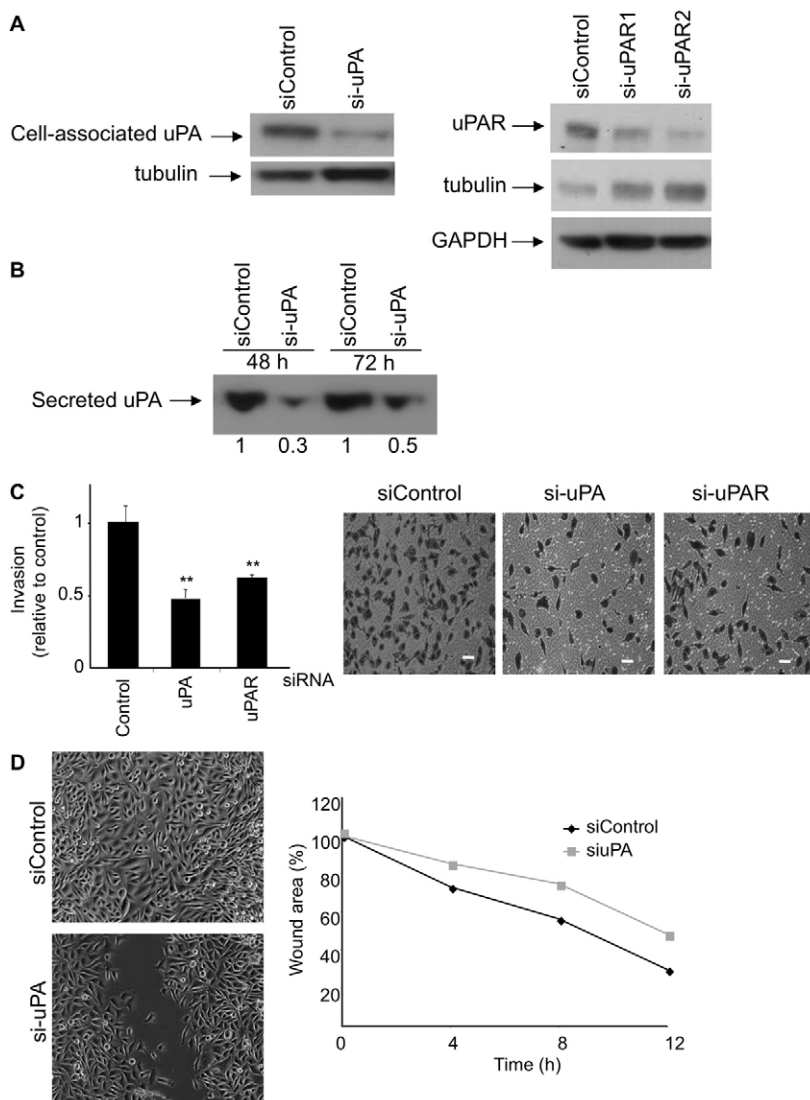 A
siControl
si-uPA
Cell-associated uPA
tubulin
siControl
si-uPAR1
si-uPAR2
uPAR
tubulin
GAPDH
B
siControl
si-uPA
siControl
si-uPA
48 h
72 h
Secreted uPA
1 0.3 1 0.5
C
Invasion
(relative to control)
1
0.5
0
**
**
Control
uPA
uPAR
siRNA
siControl
si-uPA
si-uPAR
D
siControl
si-uPA
Wound area (%)
120
100
80
60
40
20
siControl
siuPA
0 4 8 12
Time (h)